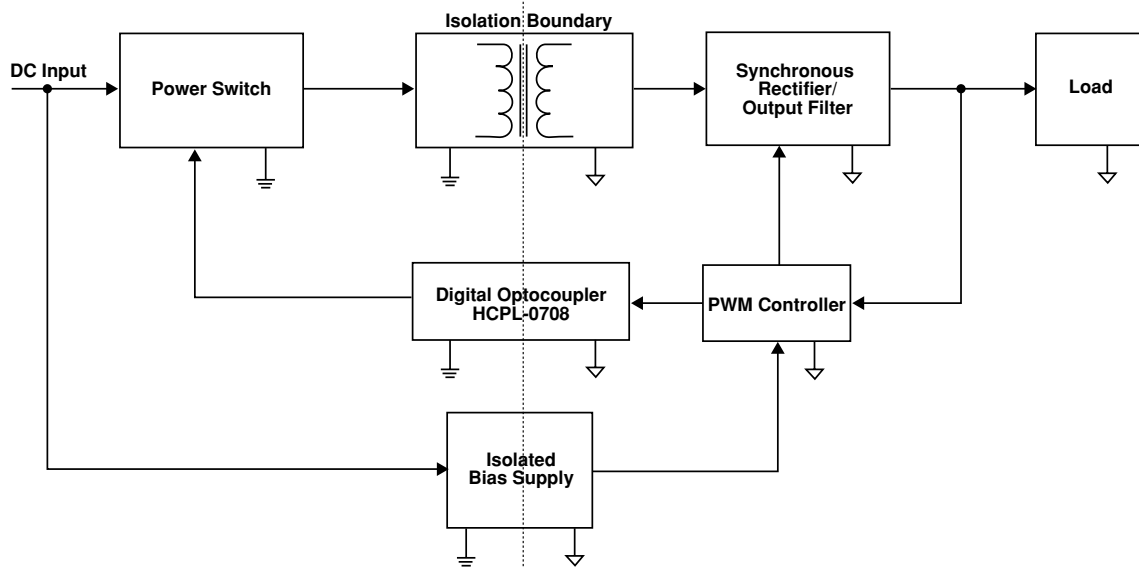 Isolation Boundary
DC Input
Power Switch
Synchronous
Rectifier/
Output Filter
Load
Digital Optocoupler
HCPL-0708
PWM Controller
Isolated
Bias Supply